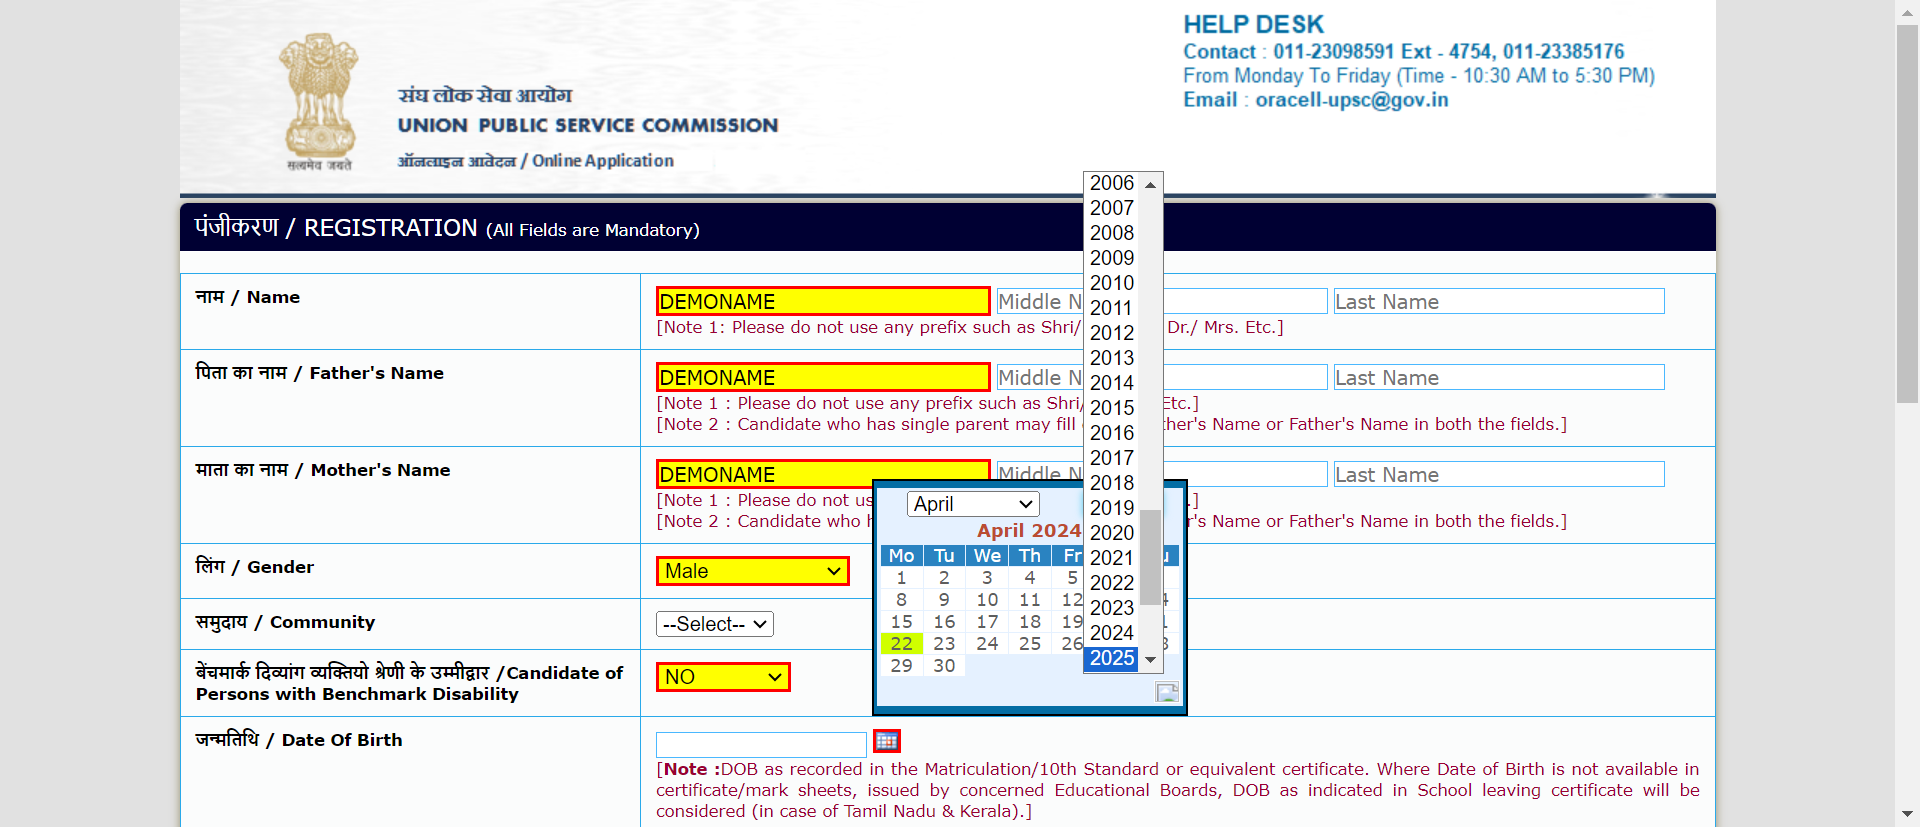 HELP DESK
Contact : 011-23098591 Ext - 4754, 011-23385176
From Monday To Friday (Time - 10:30 AM to 5:30 PM)
Email : oracell-upsc@gov.in
सत्यमेव जयते
संघ लोक सेवा आयोग
UNION PUBLIC SERVICE COMMISSION
ऑनलाइन आवेदन / Online Application
पंजीकरण / REGISTRATION (All Fields are Mandatory)
नाम / Name
DEMONAME Middle N Last Name
[Note 1: Please do not use any prefix such as Shri/ Dr./ Mrs. Etc.]
पिता का नाम / Father's Name
DEMONAME Middle N Last Name
[Note 1 : Please do not use any prefix such as Shri/ Etc.]
[Note 2 : Candidate who has single parent may fill ther's Name or Father's Name in both the fields.]
माता का नाम / Mother's Name
DEMONAME Middle N Last Name
[Note 1 : Please do not us .]
[Note 2 : Candidate who h r's Name or Father's Name in both the fields.]
लिंग / Gender
Male
समुदाय / Community
--Select--
बेंचमार्क दिव्यांग व्यक्तियो श्रेणी के उम्मीद्वार /Candidate of
Persons with Benchmark Disability
NO
जन्मतिथि / Date Of Birth
[Note :DOB as recorded in the Matriculation/10th Standard or equivalent certificate. Where Date of Birth is not available in
certificate/mark sheets, issued by concerned Educational Boards, DOB as indicated in School leaving certificate will be
considered (in case of Tamil Nadu & Kerala).]
April
April 2024
Mo Tu We Th Fr u
1 2 3 4 5
8 9 10 11 12 4
15 16 17 18 19 1
22 23 24 25 26 3
29 30
2006
2007
2008
2009
2010
2011
2012
2013
2014
2015
2016
2017
2018
2019
2020
2021
2022
2023
2024
2025